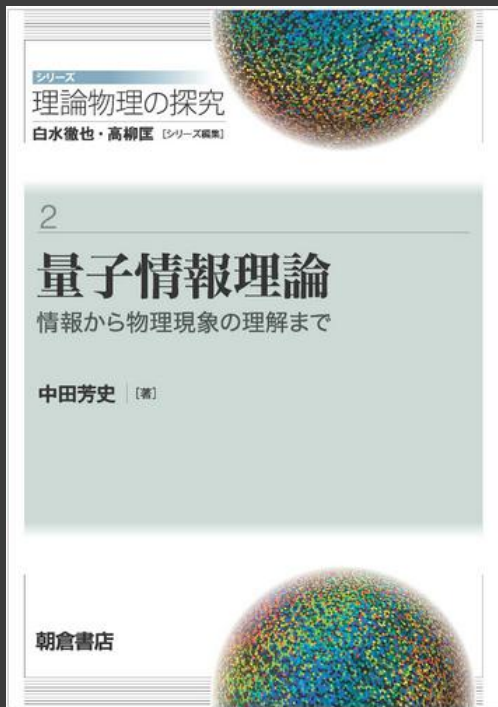 シリーズ
理論物理の探究
白水徹也・高柳匡 [シリーズ編集]
2
量子情報理論
情報から物理現象の理解まで
中田芳史 [著]
朝倉書店